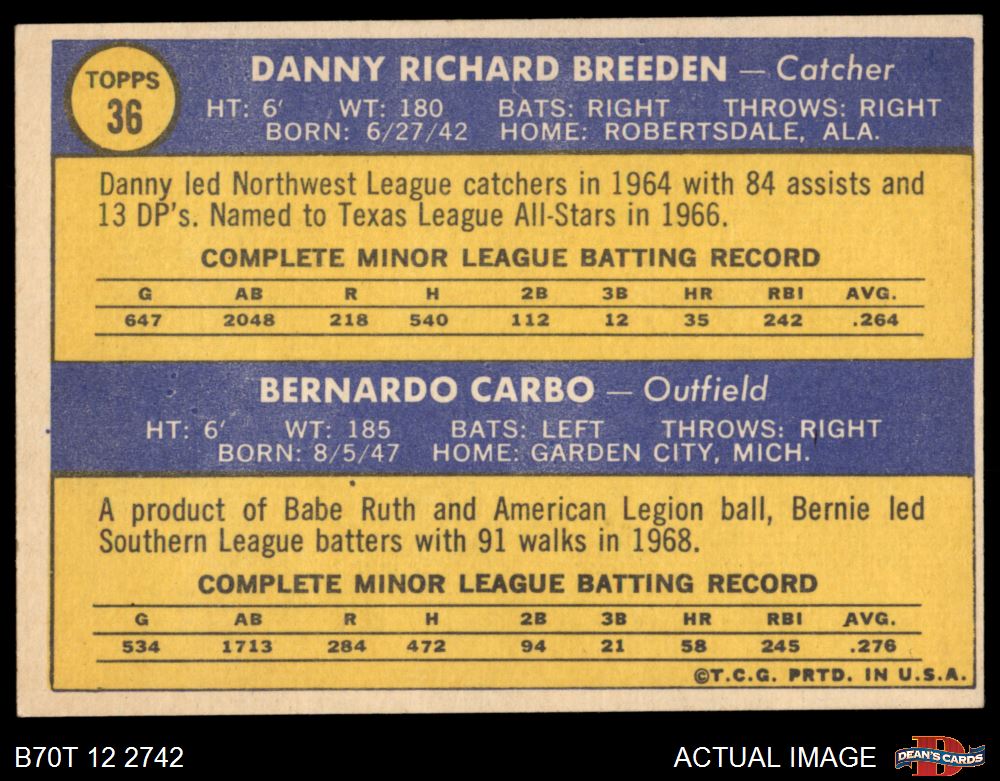 TOPPS
36
DANNY RICHARD BREEDEN — Catcher
HT: 6' WT: 180 BATS: RIGHT THROWS: RIGHT
BORN: 6/27/42 HOME: ROBERTSDALE, ALA.
Danny led Northwest League catchers in 1964 with 84 assists and
13 DP's. Named to Texas League All-Stars in 1966.
COMPLETE MINOR LEAGUE BATTING RECORD
G AB R H 2B 3B HR RBI AVG.
647 2048 218 540 112 12 35 242 .264
BERNARDO CARBO — Outfield
HT: 6' WT: 185 BATS: LEFT THROWS: RIGHT
BORN: 8/5/47 HOME: GARDEN CITY, MICH.
A product of Babe Ruth and American Legion ball, Bernie led
Southern League batters with 91 walks in 1968.
COMPLETE MINOR LEAGUE BATTING RECORD
G AB R H 2B 3B HR RBI AVG.
534 1713 284 472 94 21 58 245 .276
©T.C.G. PRTD. IN U.S.A.
B70T 12 2742
ACTUAL IMAGE
D
DEAN'S CARDS